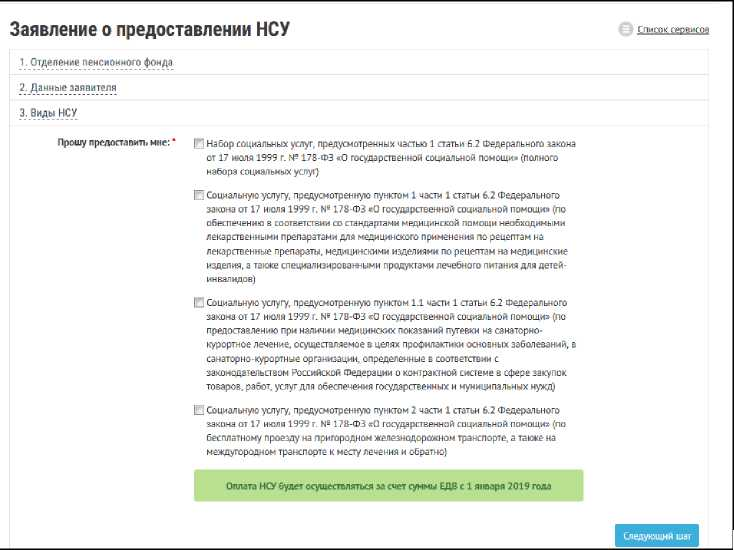 Заявление о предоставлении НСУ
Список сервисов
1. Отделение пенсионного фонда
2. Данные заявителя
3. Виды НСУ
Прошу предоставить мне: *
Набор социальных услуг, предусмотренных частью 1 статьи 6.2 Федерального закона
от 17 июля 1999 г. № 178-ФЗ «О государственной социальной помощи» (полного
набора социальных услуг)
Социальную услугу, предусмотренную пунктом 1 части 1 статьи 6.2 Федерального
закона от 17 июля 1999 г. № 178-ФЗ «О государственной социальной помощи» (по
обеспечению в соответствии со стандартами медицинской помощи необходимыми
лекарственными препаратами для медицинского применения по рецептам на
лекарственные препараты, медицинскими изделиями по рецептам на медицинские
изделия, а также специализированными продуктами лечебного питания для детей-
инвалидов)
Социальную услугу, предусмотренную пунктом 1.1 части 1 статьи 6.2 Федерального
закона от 17 июля 1999 г. № 178-ФЗ «О государственной социальной помощи» (по
предоставлению при наличии медицинских показаний путевки на санаторно-
курортное лечение, осуществляемое в целях профилактики основных заболеваний, в
санаторно-курортные организации, определенные в соответствии с
законодательством Российской Федерации о контрактной системе в сфере закупок
товаров, работ, услуг для обеспечения государственных и муниципальных нужд)
Социальную услугу, предусмотренную пунктом 2 части 1 статьи 6.2 Федерального
закона от 17 июля 1999 г. № 178-ФЗ «О государственной социальной помощи» (по
бесплатному проезду на пригородном железнодорожном транспорте, а также на
междугородном транспорте к месту лечения и обратно)
Оплата НСУ будет осуществляться за счет суммы ЕДВ с 1 января 2019 года
Следующий шаг